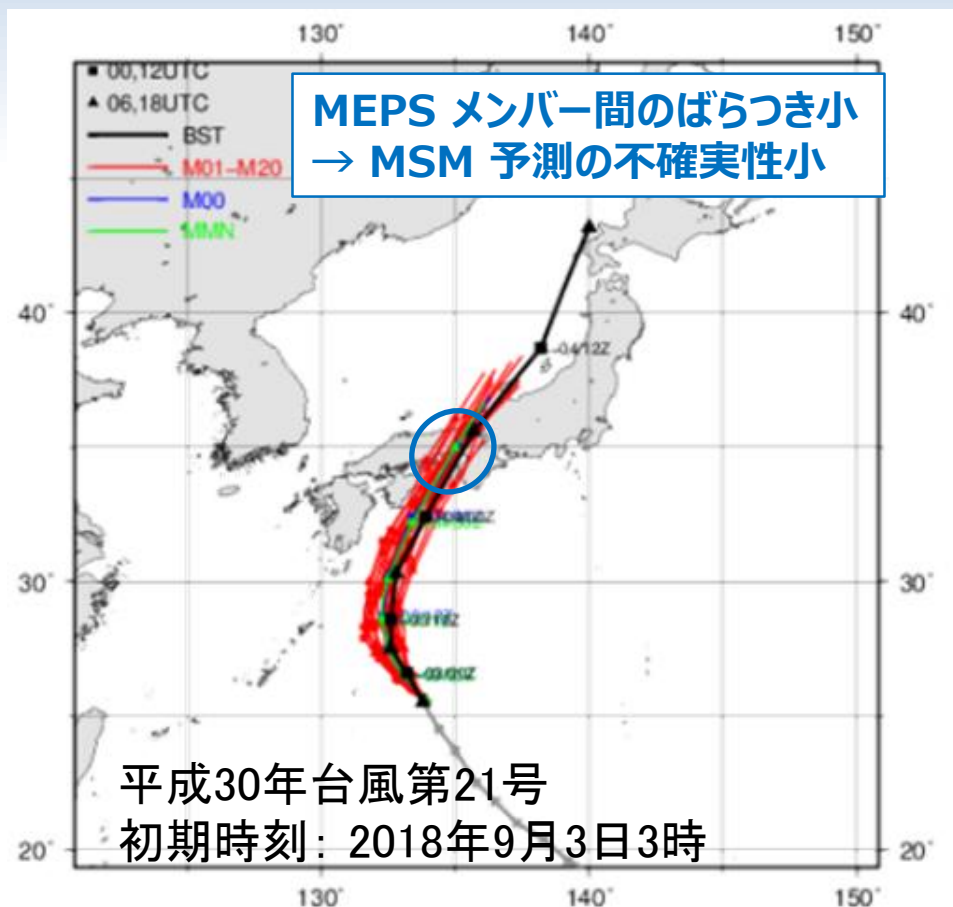 130° 140° 150°
■ 00,12UTC
▲ 06,18UTC
BST
M01-M20
M00
MMN
MEPS メンバー間のばらつき小
→ MSM 予測の不確実性小
40° 40°
04/12Z
30° 30°
平成30年台風第21号
初期時刻: 2018年9月3日3時
20° 20°
130° 140° 150°